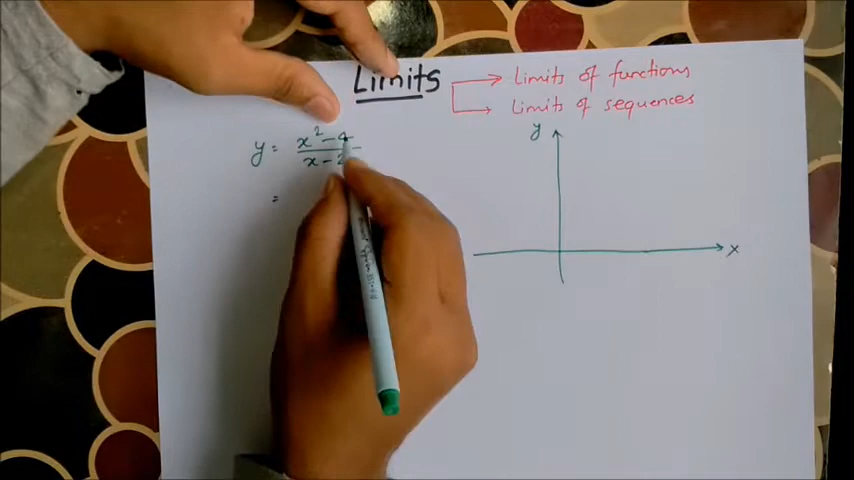 Limits
Limits of functions
Limits of sequences
y = x² - 4
x - 2
=
y
x